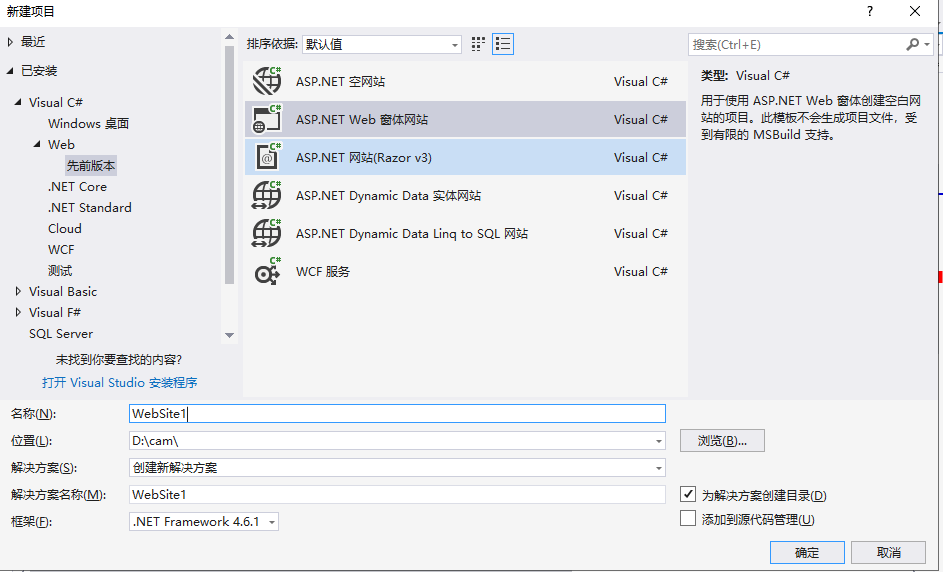 新建项目
?
最近
已安装
Visual C#
Windows 桌面
Web
先前版本
.NET Core
.NET Standard
Cloud
WCF
测试
Visual Basic
Visual F#
SQL Server
未找到你要查找的内容?
打开 Visual Studio 安装程序
排序依据: 默认值
ASP.NET 空网站 Visual C#
ASP.NET Web 窗体网站 Visual C#
ASP.NET 网站(Razor v3) Visual C#
ASP.NET Dynamic Data 实体网站 Visual C#
ASP.NET Dynamic Data Linq to SQL 网站 Visual C#
WCF 服务 Visual C#
搜索(Ctrl+E)
类型: Visual C#
用于使用 ASP.NET Web 窗体创建空白网
站的项目。此模板不会生成项目文件，受
到有限的 MSBuild 支持。
名称(N): WebSite1
位置(L): D:\cam\ 浏览(B)...
解决方案(S): 创建新解决方案
解决方案名称(M): WebSite1 为解决方案创建目录(D)
框架(F): .NET Framework 4.6.1 添加到源代码管理(U)
确定 取消